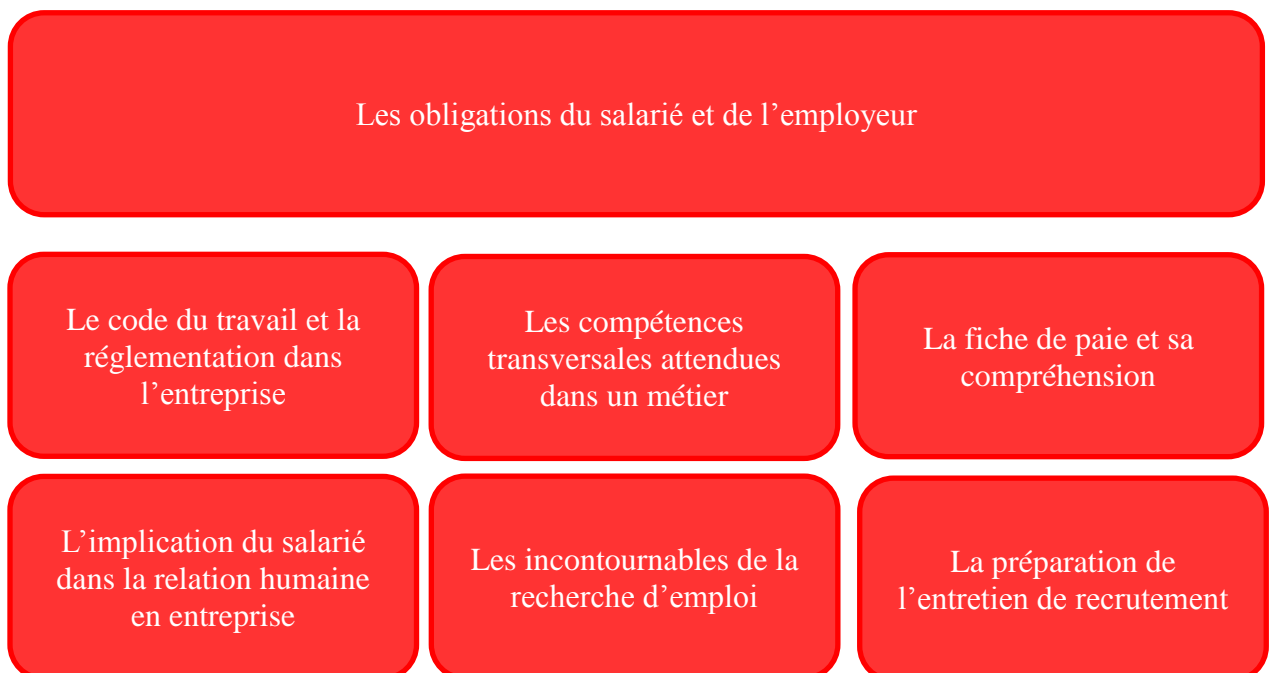 Les obligations du salarié et de l’employeur
Le code du travail et la
réglementation dans
l’entreprise
Les compétences
transversales attendues
dans un métier
La fiche de paie et sa
compréhension
L’implication du salarié
dans la relation humaine
en entreprise
Les incontournables de la
recherche d’emploi
La préparation de
l’entretien de recrutement